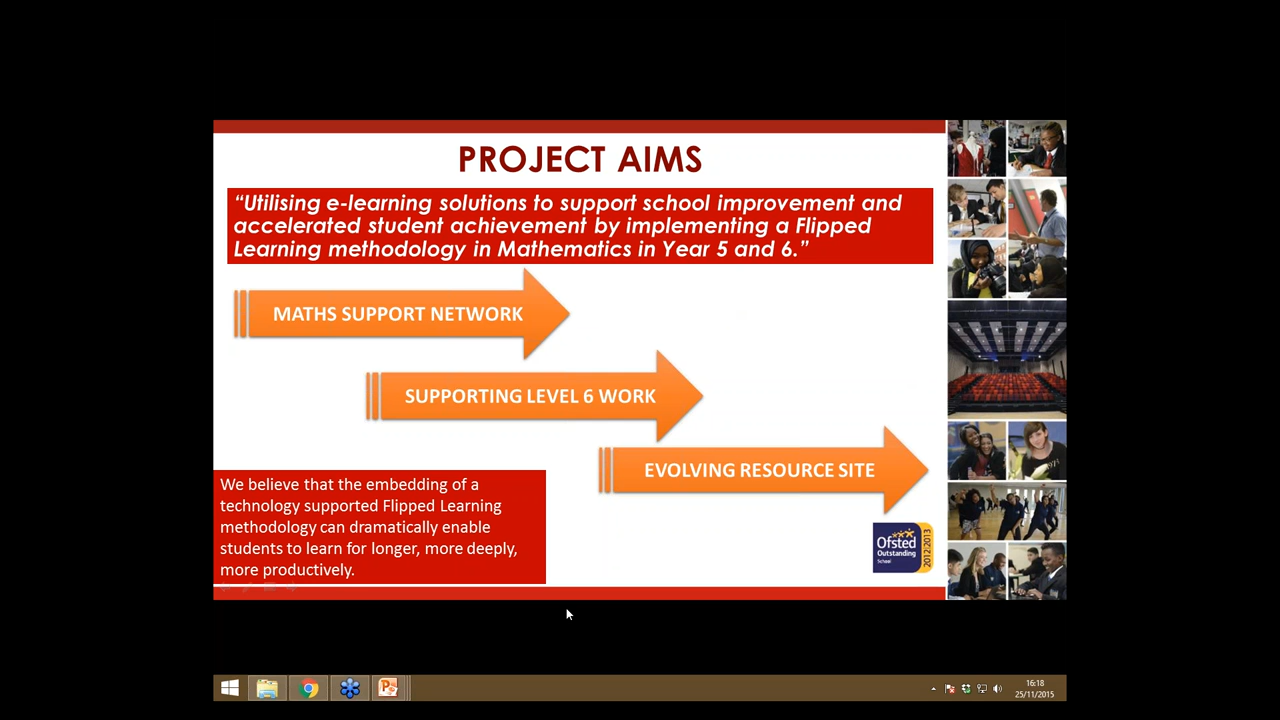 PROJECT AIMS
“Utilising e-learning solutions to support school improvement and
accelerated student achievement by implementing a Flipped
Learning methodology in Mathematics in Year 5 and 6.”
MATHS SUPPORT NETWORK
SUPPORTING LEVEL 6 WORK
EVOLVING RESOURCE SITE
We believe that the embedding of a
technology supported Flipped Learning
methodology can dramatically enable
students to learn for longer, more deeply,
more productively.
Ofsted
Outstanding
School
2012|2013
16:18
25/11/2015